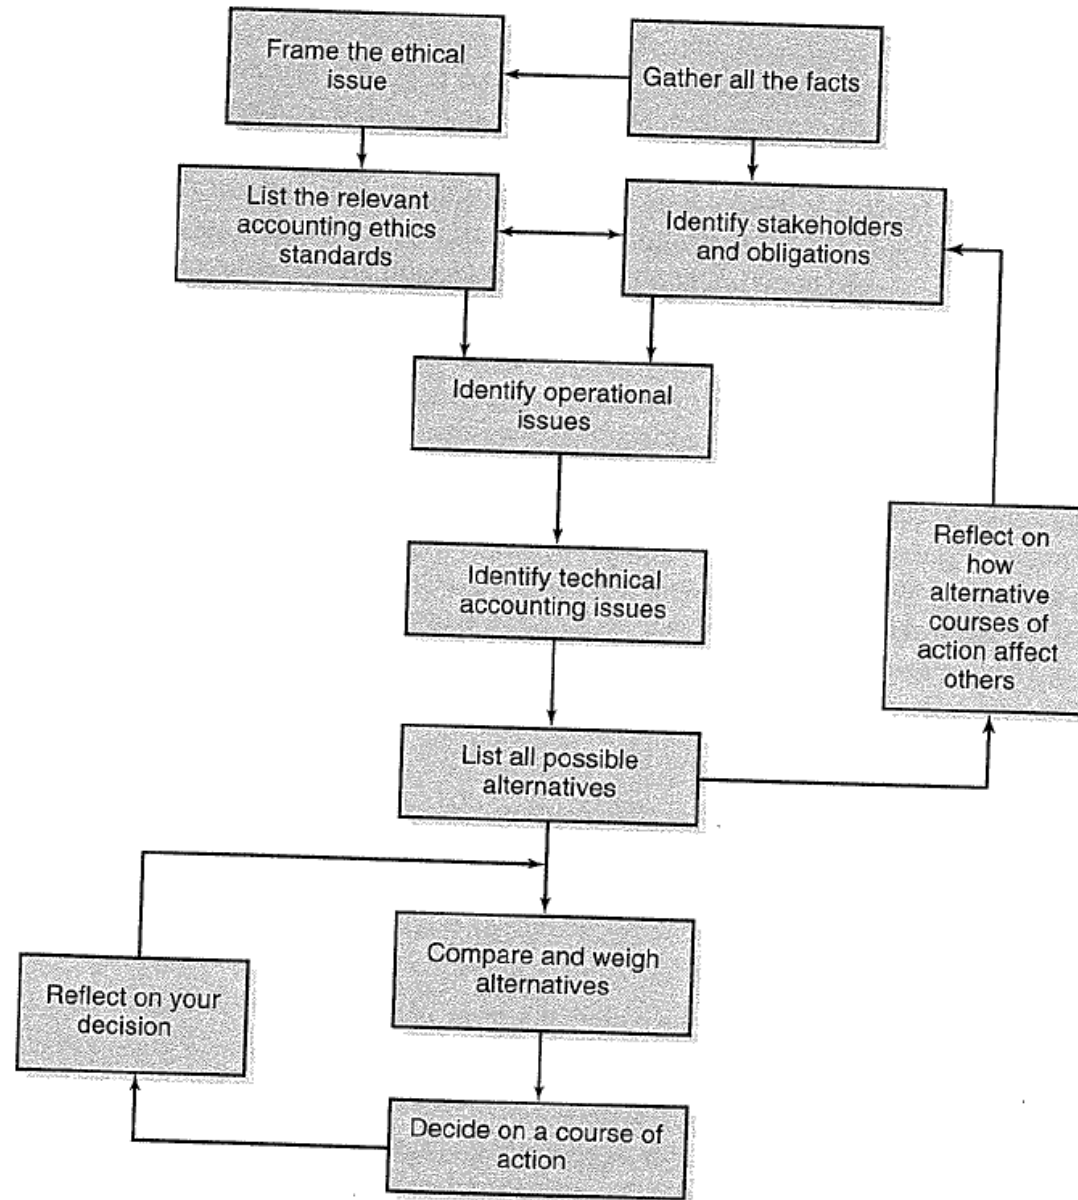 Frame the ethical
issue
Gather all the facts
List the relevant
accounting ethics
standards
Identify stakeholders
and obligations
Identify operational
issues
Identify technical
accounting issues
Reflect on
how
alternative
courses of
action affect
others
List all possible
alternatives
Compare and weigh
alternatives
Reflect on your
decision
Decide on a course of
action